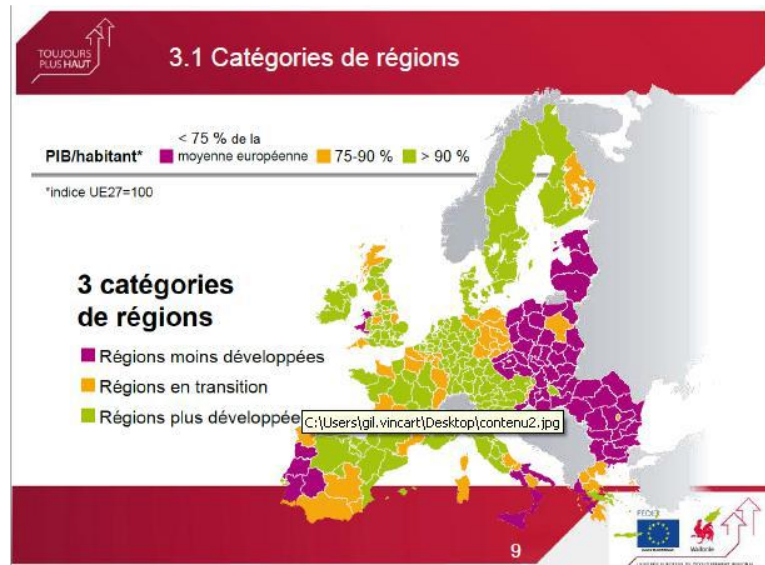 TOUJOURS
PLUS HAUT
3.1 Catégories de régions
< 75 % de la
PIB/habitant* moyenne européenne 75-90 % > 90 %
*indice UE27=100
3 catégories
de régions
Régions moins développées
Régions en transition
Régions plus développée
C:\Users\gil.vincart\Desktop\contenu2.jpg
9
Wallonie